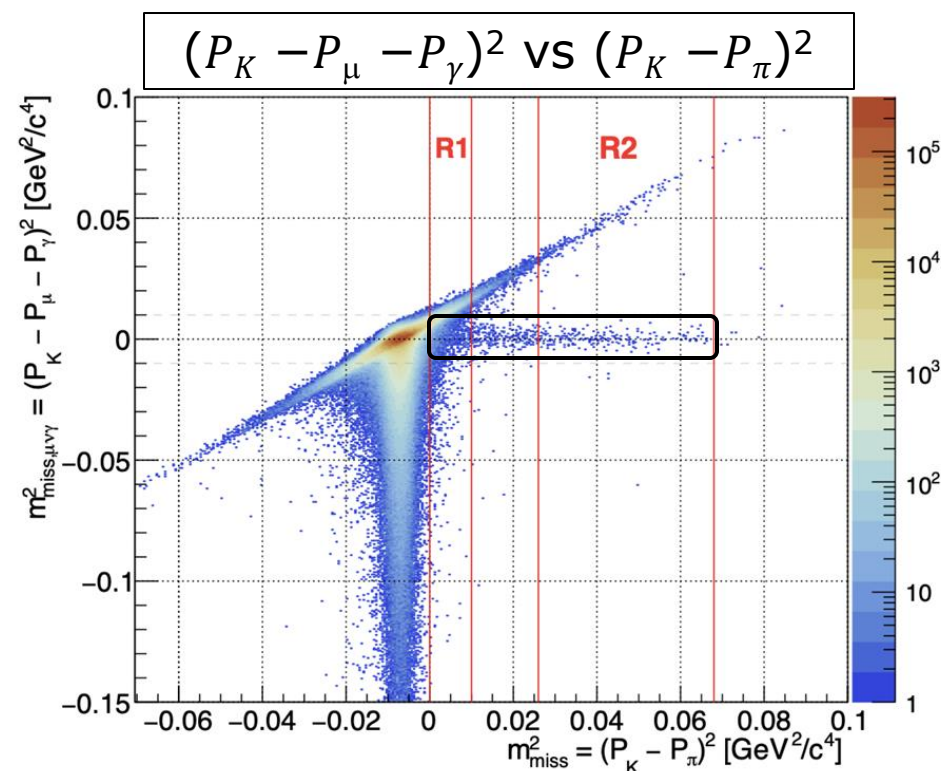 (P_K − P_μ − P_γ)² vs (P_K − P_π)²
m²_miss,μνγ = (P_K − P_μ − P_γ)² [GeV²/c⁴]
0.1
0.05
0
−0.05
−0.1
−0.15
R1
R2
10⁵
10⁴
10³
10²
10
1
−0.06 −0.04 −0.02 0 0.02 0.04 0.06 0.08 0.1
m²_miss = (P_K − P_π)² [GeV²/c⁴]